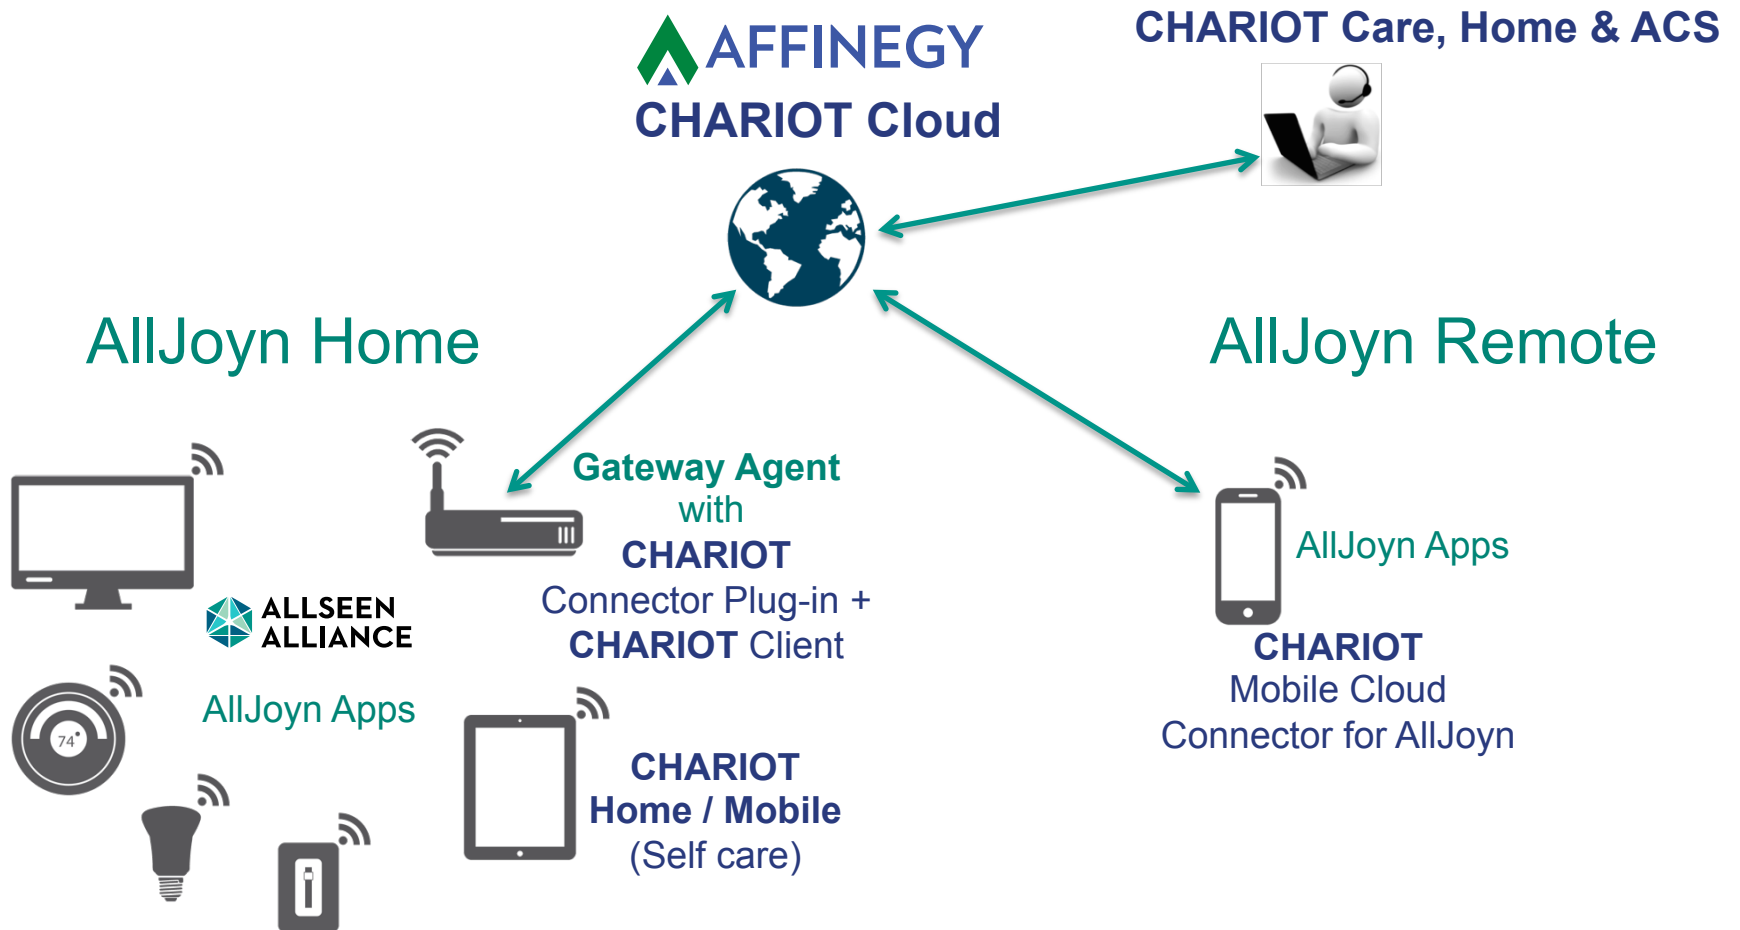 AFFINEGY
CHARIOT Cloud
CHARIOT Care, Home & ACS
AllJoyn Home
AllJoyn Remote
Gateway Agent
with
CHARIOT
Connector Plug-in +
CHARIOT Client
ALLSEEN
ALLIANCE
AllJoyn Apps
74°
CHARIOT
Home / Mobile
(Self care)
AllJoyn Apps
CHARIOT
Mobile Cloud
Connector for AllJoyn